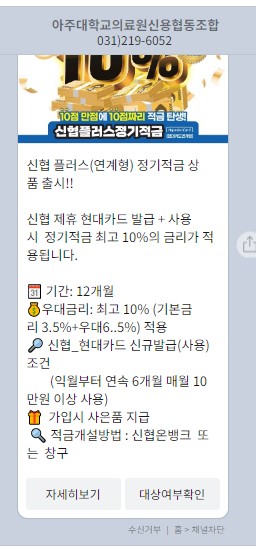 아주대학교의료원신용협동조합
031)219-6052
10%
10점 만점에 10점짜리 적금 탄생!
신협플러스정기적금
신협 플러스(연계형) 정기적금 상
품 출시!!
신협 제휴 현대카드 발급 + 사용
시 정기적금 최고 10%의 금리가 적
용됩니다.
기간: 12개월
우대금리: 최고 10% (기본금
리 3.5%+우대6..5%) 적용
신협_현대카드 신규발급(사용)
조건
(익월부터 연속 6개월 매월 10
만원 이상 사용)
가입시 사은품 지급
적금개설방법 : 신협온뱅크 또
는 창구
자세히보기
대상여부확인
수신거부 | 홈 > 채널차단